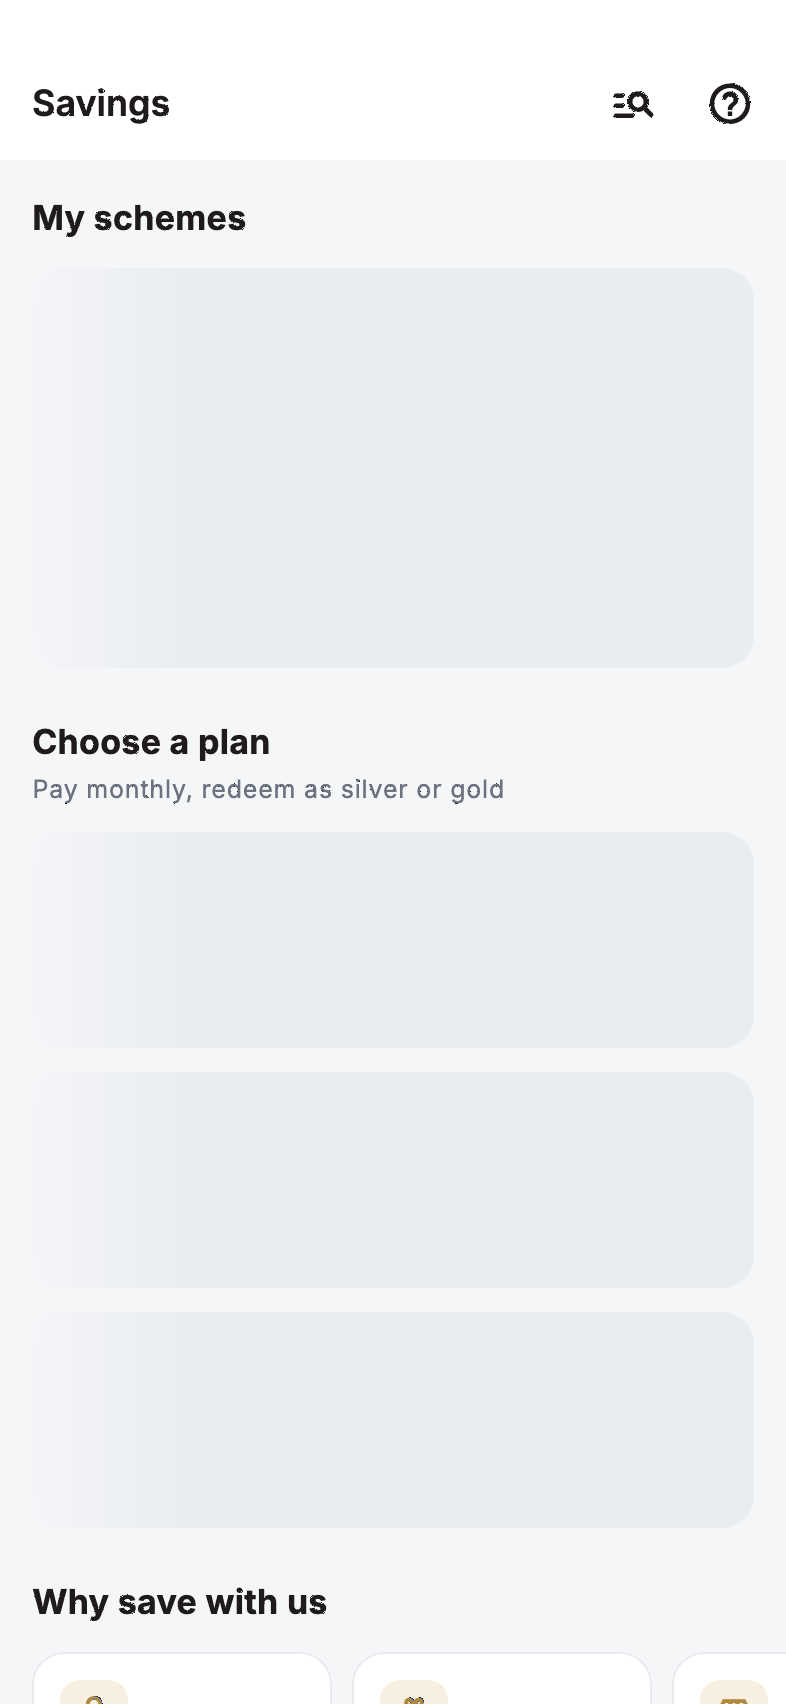 Savings
My schemes
Choose a plan
Pay monthly, redeem as silver or gold
Why save with us